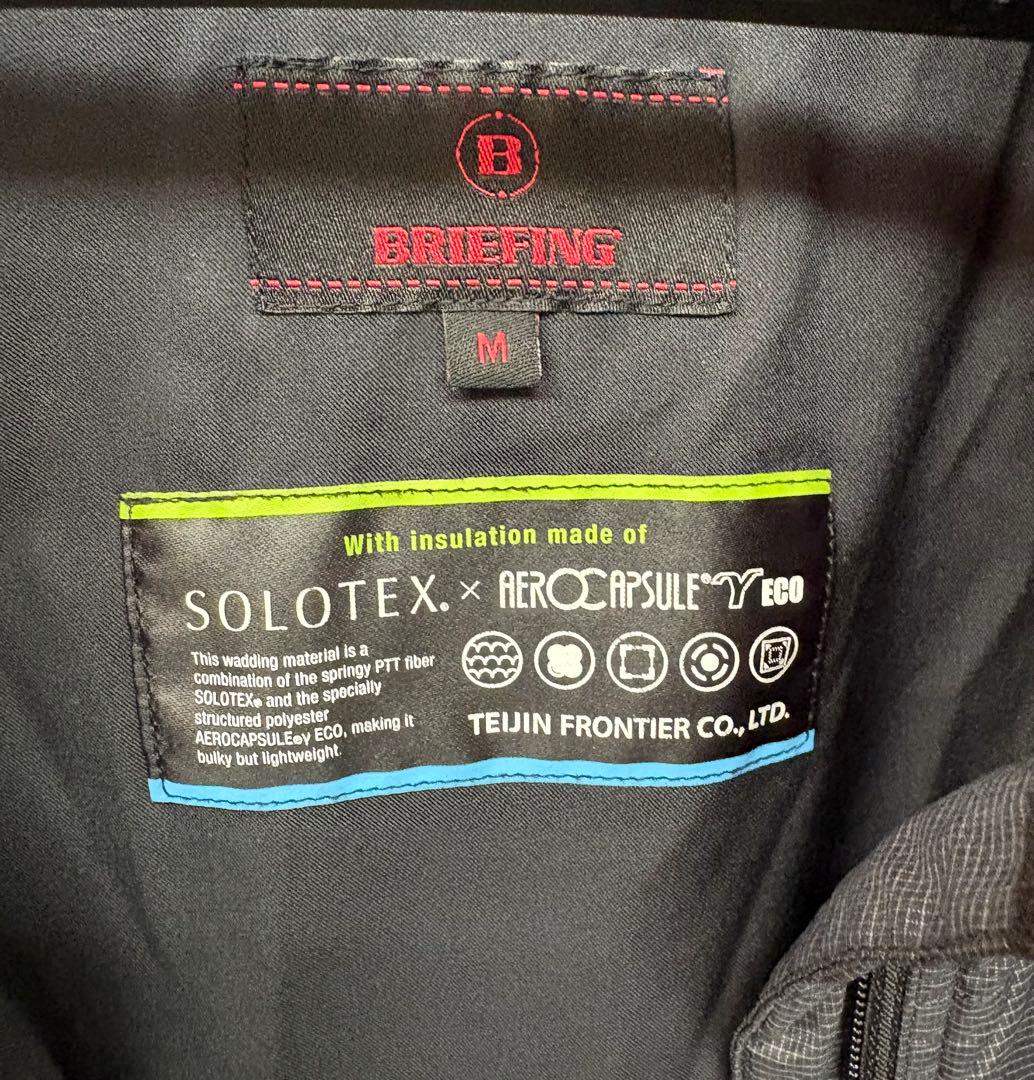 B
BRIEFING
M
With insulation made of
SOLOTEX® × AEROCAPSULE®γ ECO
This wadding material is a
combination of the springy PTT fiber
SOLOTEX® and the specially
structured polyester
AEROCAPSULE®γ ECO, making it
bulky but lightweight.
TEIJIN FRONTIER CO., LTD.